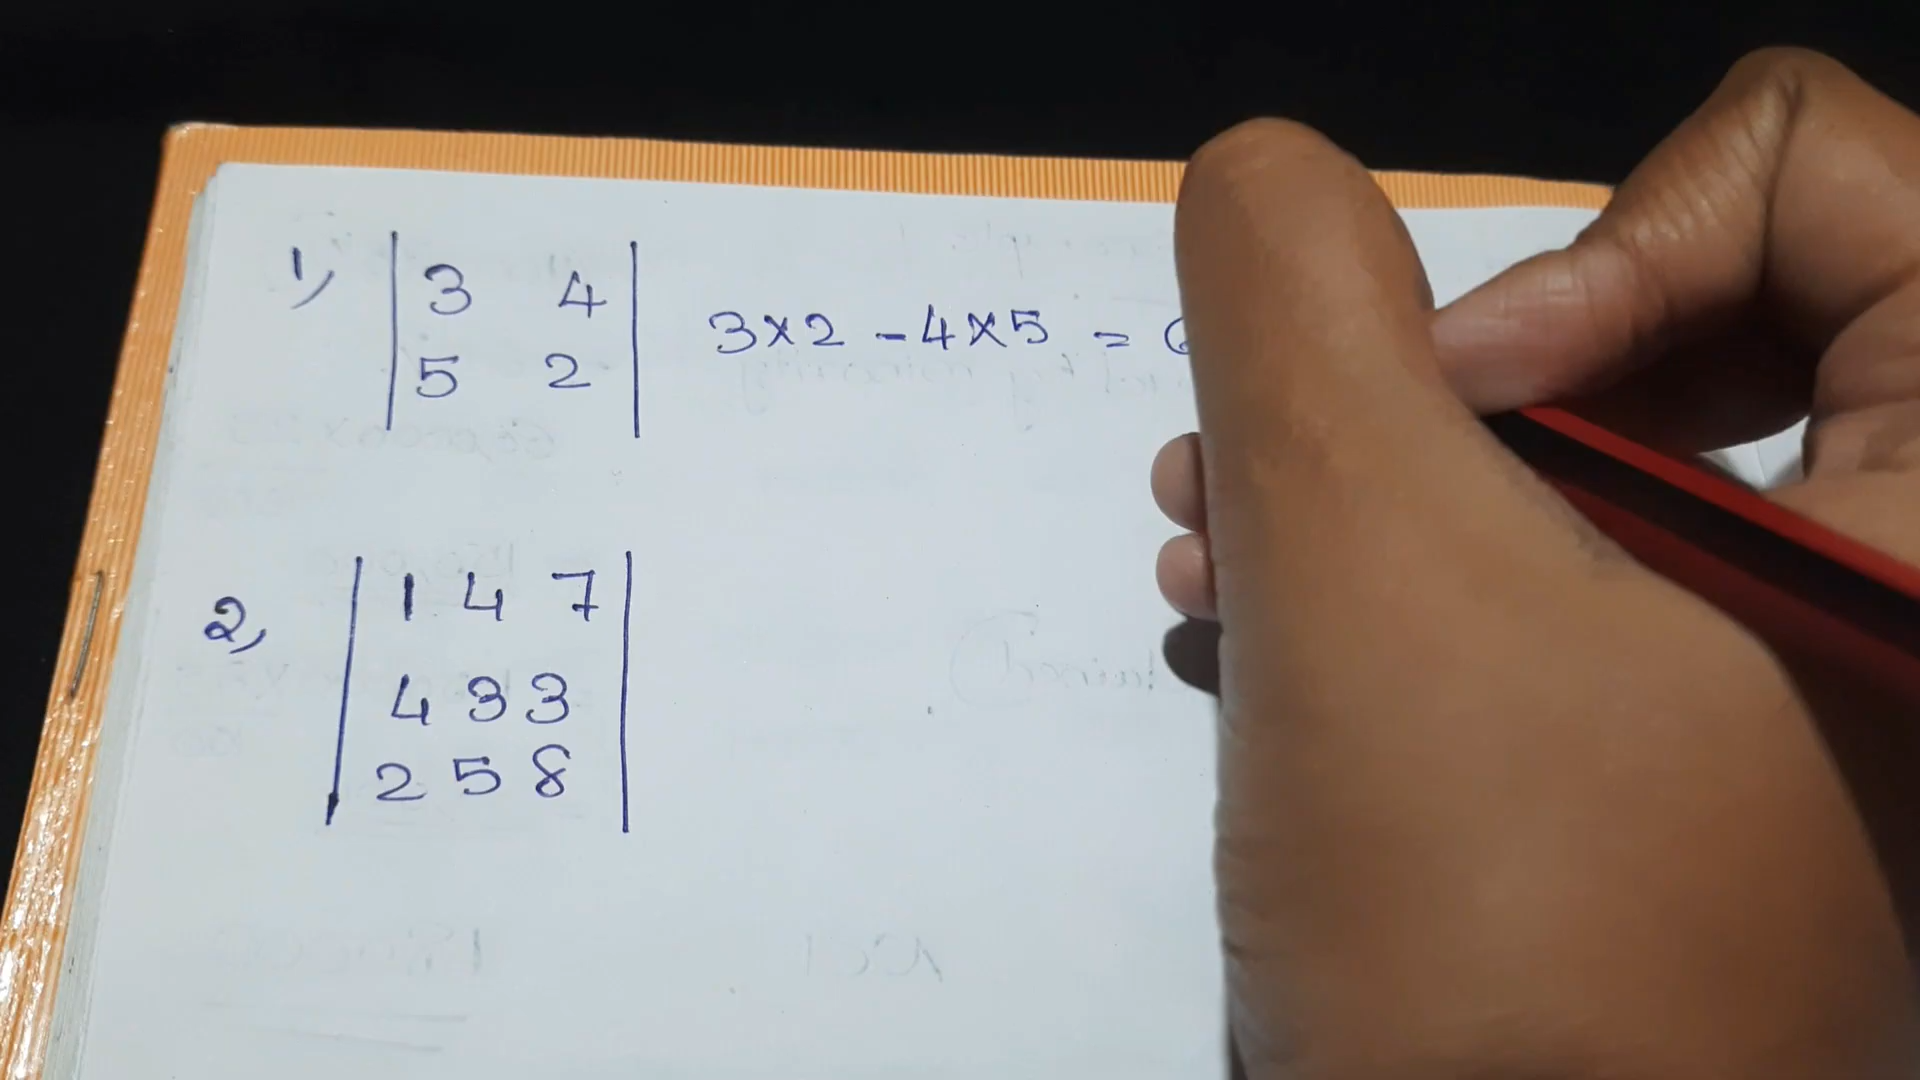 1) | 3 4 | 3×2 - 4×5 = 6
| 5 2 |
2) | 1 4 7 |
| 4 3 3 |
| 2 5 8 |